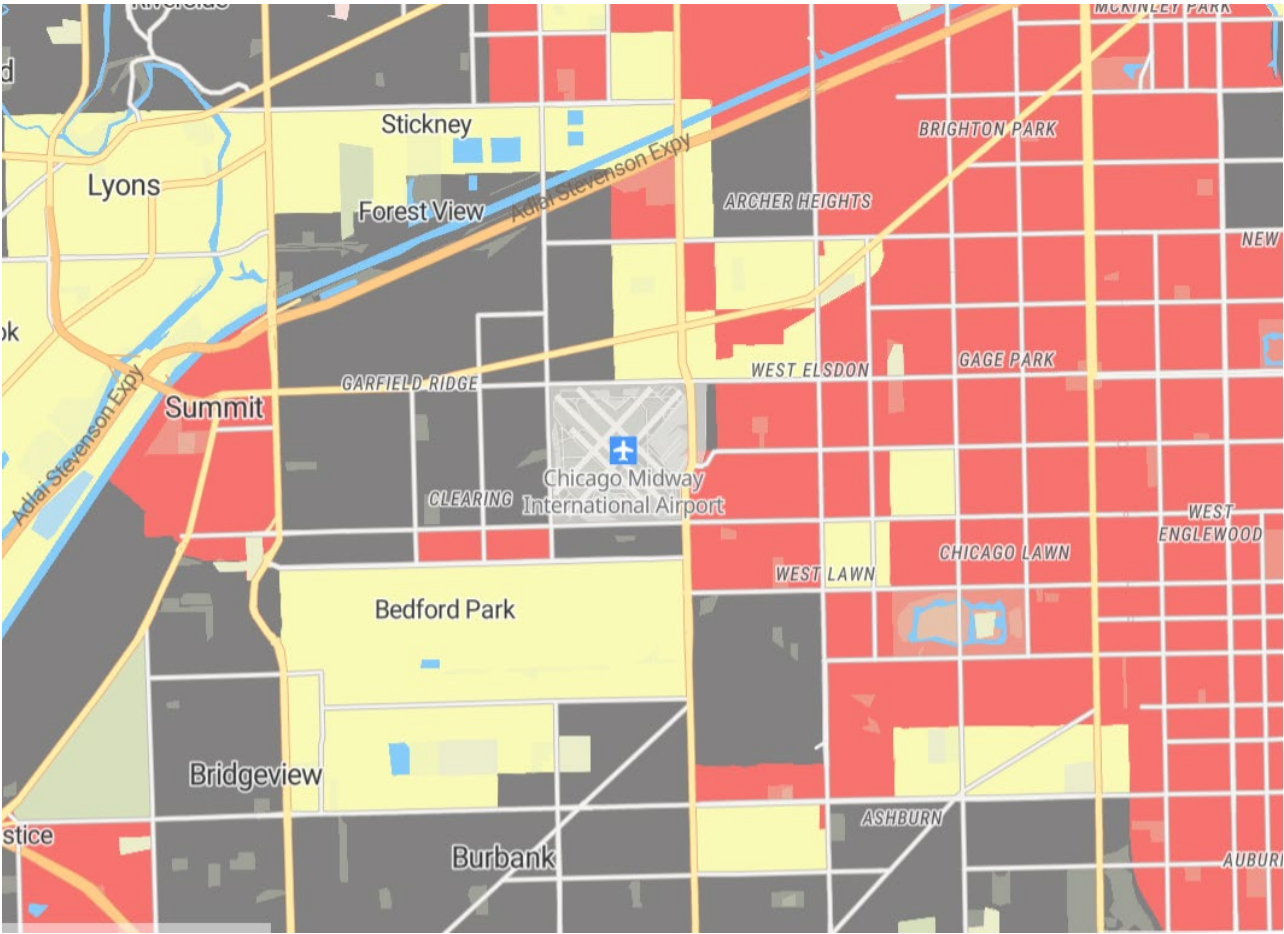 MCKINLEY PARK
Stickney
BRIGHTON PARK
Adlai Stevenson Expy
Lyons
ARCHER HEIGHTS
Forest View
NEW
WEST ELSDON
GAGE PARK
GARFIELD RIDGE
Summit
Adlai Stevenson Expy
Chicago Midway
International Airport
CLEARING
WEST
ENGLEWOOD
CHICAGO LAWN
WEST LAWN
Bedford Park
Bridgeview
ASHBURN
stice
Burbank
AUBUR